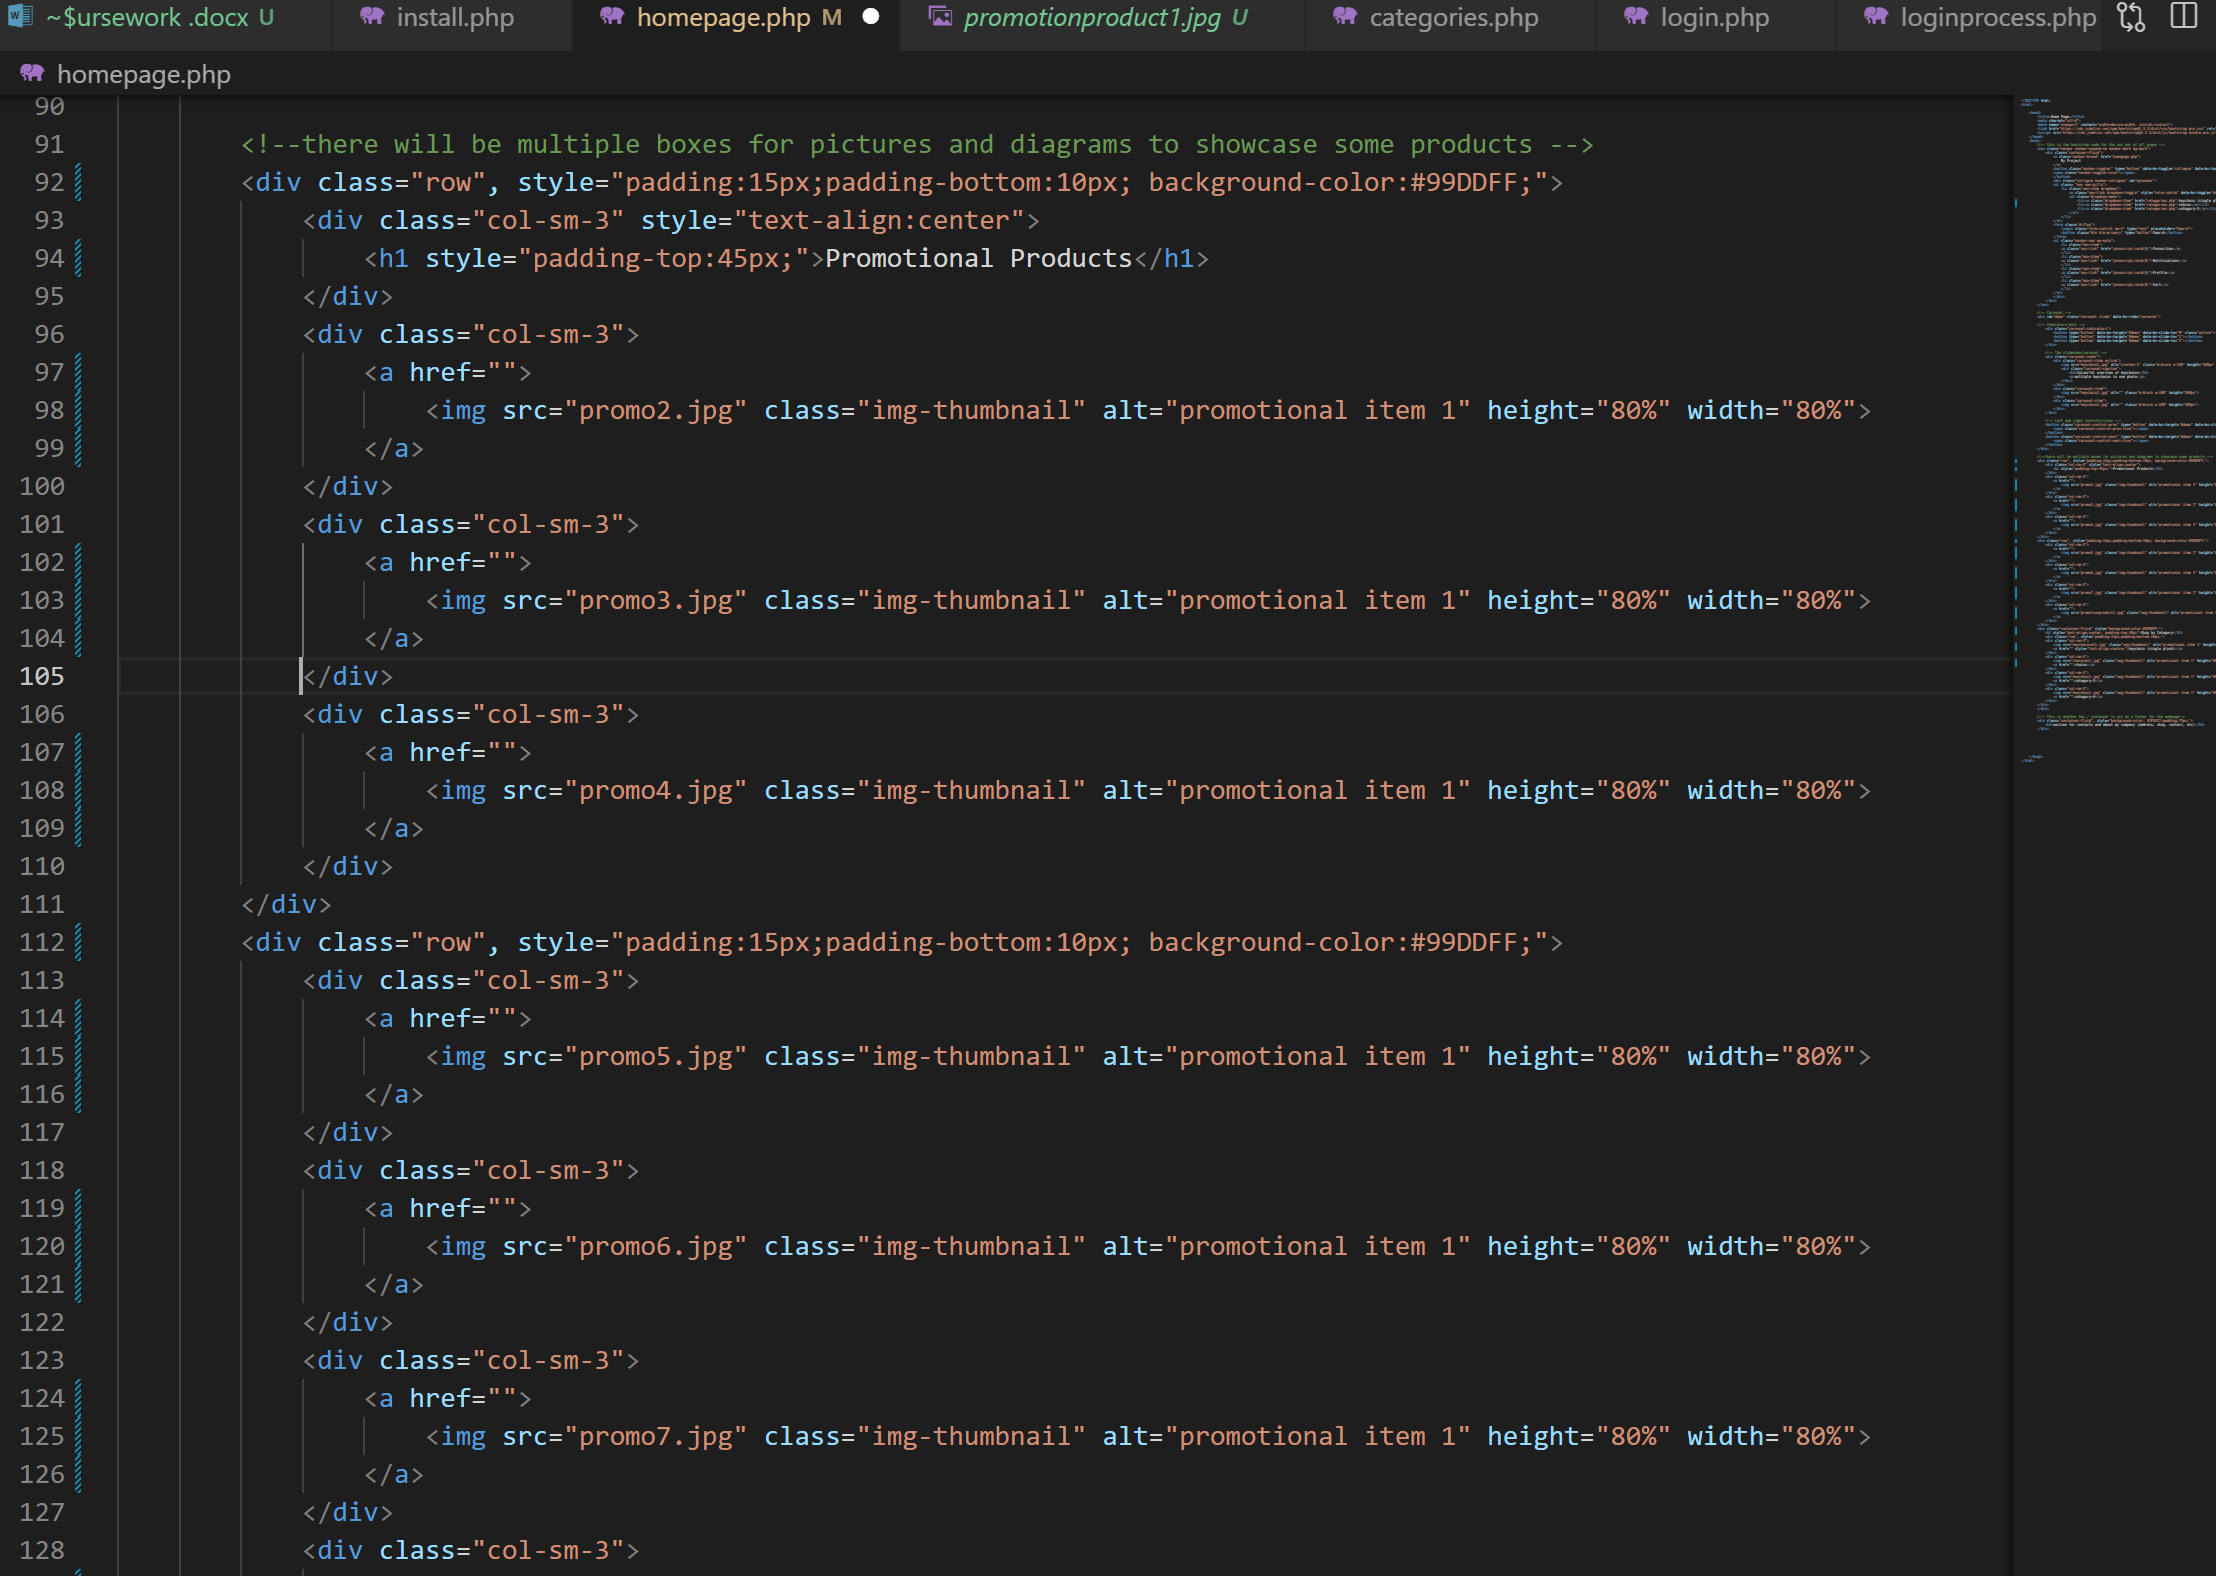 ~$ursework .docx U
install.php
homepage.php M
promotionproduct1.jpg U
categories.php
login.php
loginprocess.php
homepage.php
90
91 <!--there will be multiple boxes for pictures and diagrams to showcase some products -->
92 <div class="row", style="padding:15px;padding-bottom:10px; background-color:#99DDFF;">
93 <div class="col-sm-3" style="text-align:center">
94 <h1 style="padding-top:45px;">Promotional Products</h1>
95 </div>
96 <div class="col-sm-3">
97 <a href="">
98 <img src="promo2.jpg" class="img-thumbnail" alt="promotional item 1" height="80%" width="80%">
99 </a>
100 </div>
101 <div class="col-sm-3">
102 <a href="">
103 <img src="promo3.jpg" class="img-thumbnail" alt="promotional item 1" height="80%" width="80%">
104 </a>
105 </div>
106 <div class="col-sm-3">
107 <a href="">
108 <img src="promo4.jpg" class="img-thumbnail" alt="promotional item 1" height="80%" width="80%">
109 </a>
110 </div>
111 </div>
112 <div class="row", style="padding:15px;padding-bottom:10px; background-color:#99DDFF;">
113 <div class="col-sm-3">
114 <a href="">
115 <img src="promo5.jpg" class="img-thumbnail" alt="promotional item 1" height="80%" width="80%">
116 </a>
117 </div>
118 <div class="col-sm-3">
119 <a href="">
120 <img src="promo6.jpg" class="img-thumbnail" alt="promotional item 1" height="80%" width="80%">
121 </a>
122 </div>
123 <div class="col-sm-3">
124 <a href="">
125 <img src="promo7.jpg" class="img-thumbnail" alt="promotional item 1" height="80%" width="80%">
126 </a>
127 </div>
128 <div class="col-sm-3">